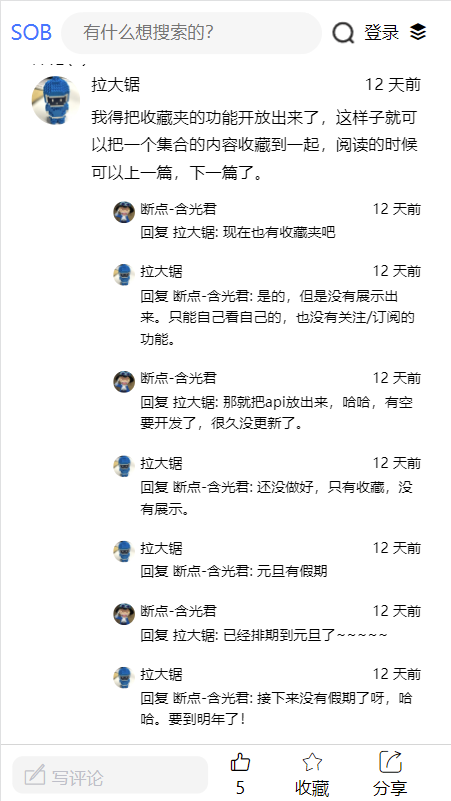 SOB 有什么想搜索的? 登录
拉大锯 12 天前
我得把收藏夹的功能开放出来了，这样子就可
以把一个集合的内容收藏到一起，阅读的时候
可以上一篇，下一篇了。
断点-含光君 12 天前
回复 拉大锯: 现在也有收藏夹吧
拉大锯 12 天前
回复 断点-含光君: 是的，但是没有展示出
来。只能自己看自己的，也没有关注/订阅的
功能。
断点-含光君 12 天前
回复 拉大锯: 那就把api放出来，哈哈，有空
要开发了，很久没更新了。
拉大锯 12 天前
回复 断点-含光君: 还没做好，只有收藏，没
有展示。
拉大锯 12 天前
回复 断点-含光君: 元旦有假期
断点-含光君 12 天前
回复 拉大锯: 已经排期到元旦了~~~~~
拉大锯 12 天前
回复 断点-含光君: 接下来没有假期了呀，哈
哈。要到明年了！
写评论 5 收藏 分享